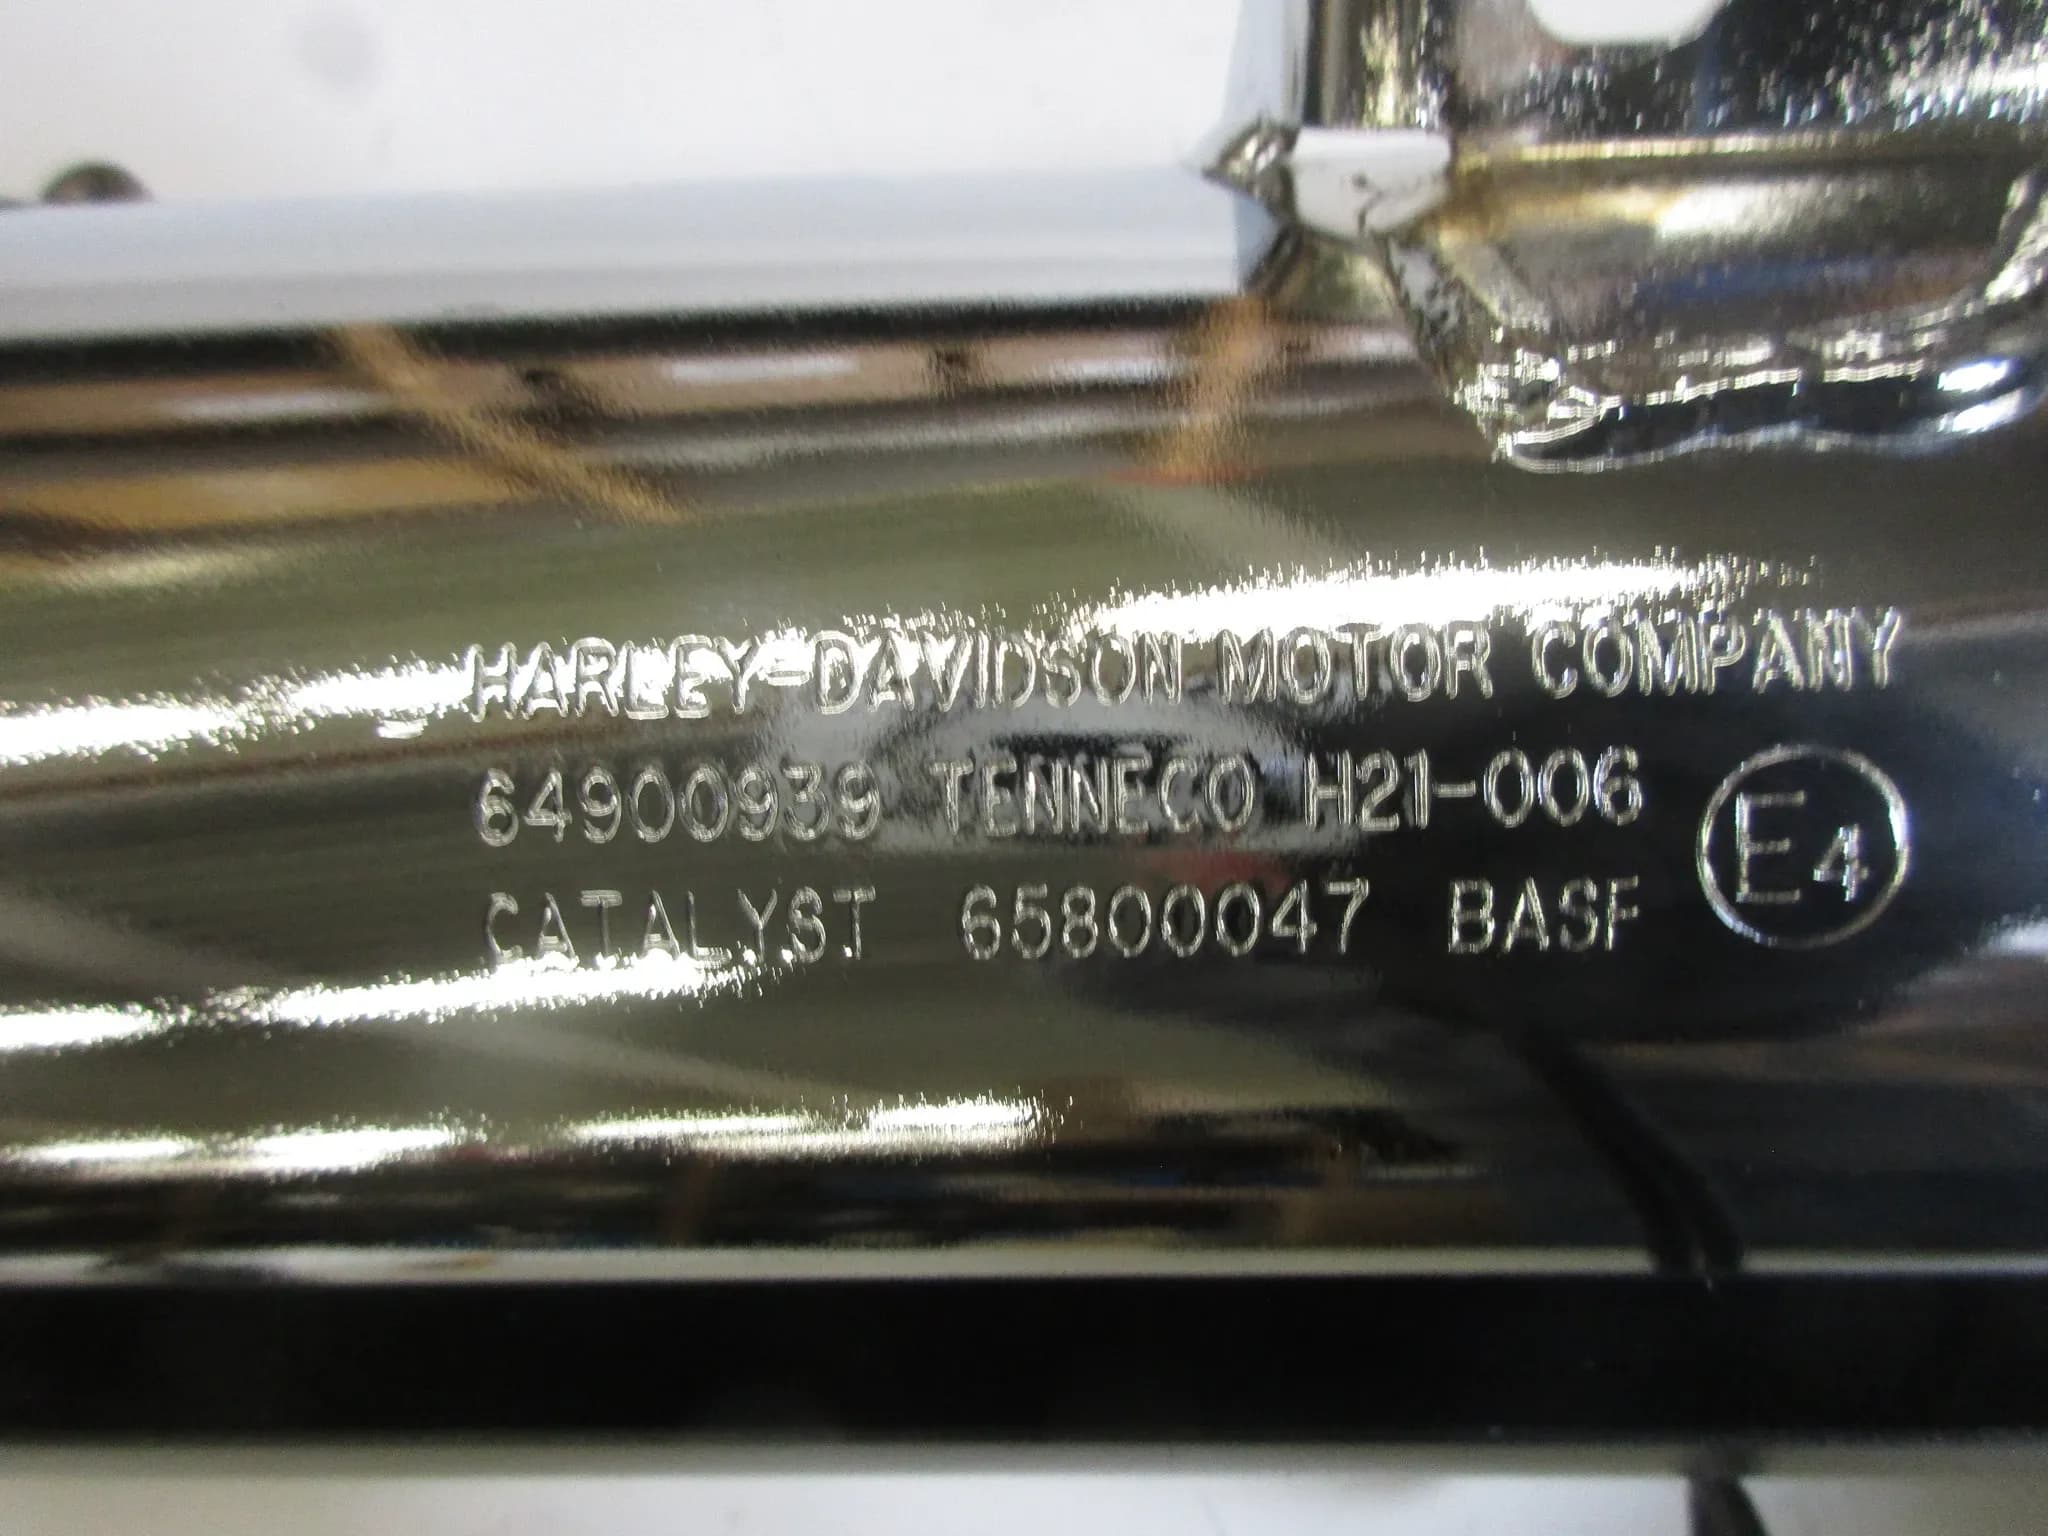 HARLEY-DAVIDSON MOTOR COMPANY
64900939 TENNECO H21-006
CATALYST 65800047 BASF
E4